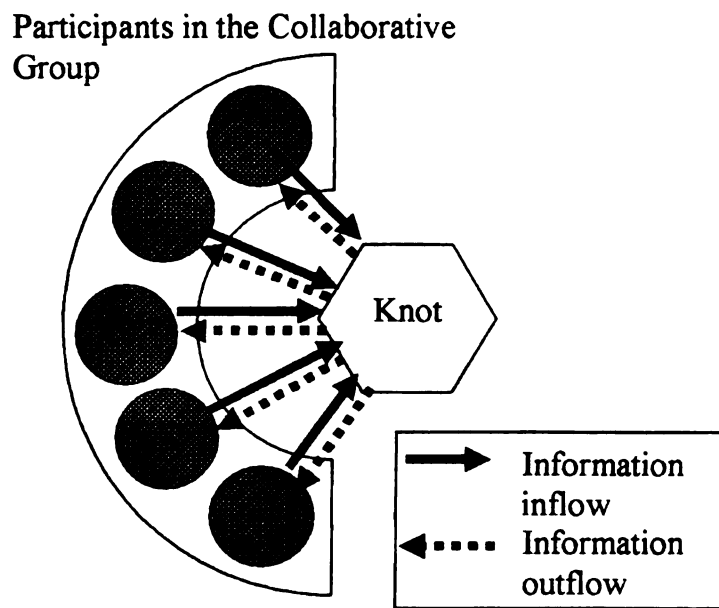 Participants in the Collaborative
Group
Knot
Information
inflow
Information
outflow